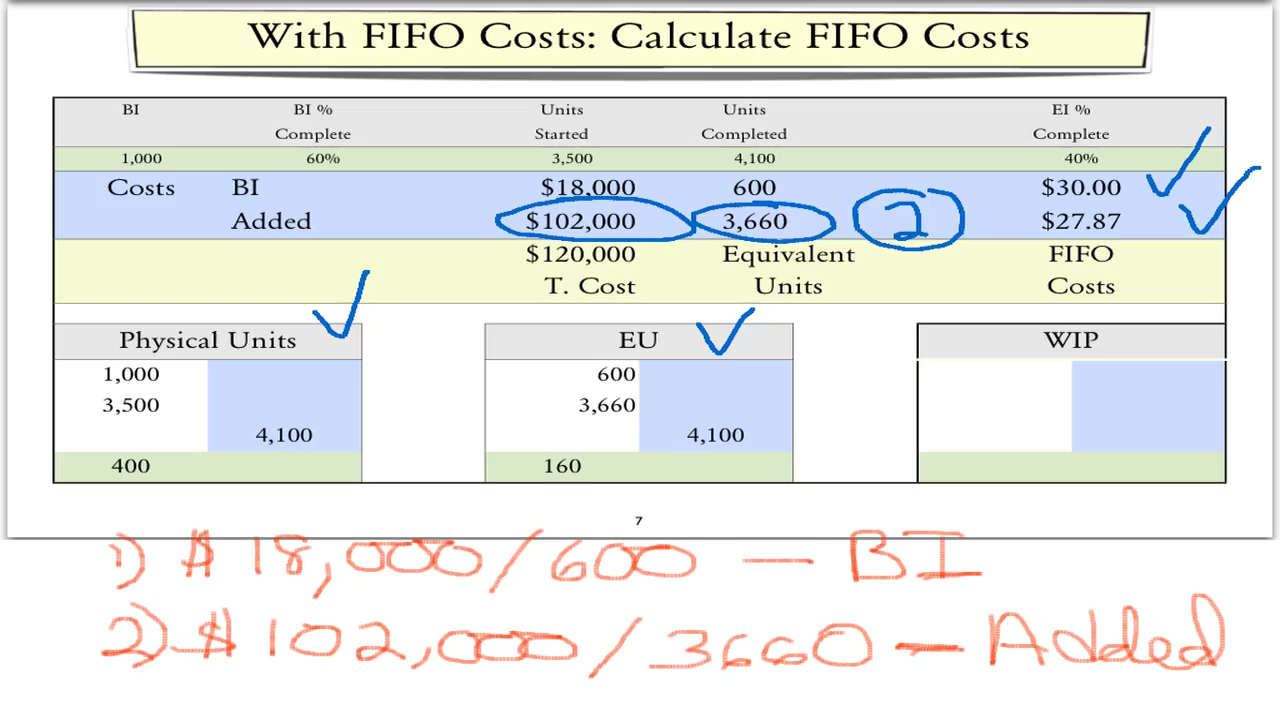 With FIFO Costs: Calculate FIFO Costs
BI BI % Units Units EI %
Complete Started Completed Complete
1,000 60% 3,500 4,100 40%
Costs BI $18,000 600 $30.00
Added $102,000 3,660 2 $27.87
$120,000 Equivalent FIFO
T. Cost Units Costs
Physical Units EU WIP
1,000 600
3,500 3,660
4,100 4,100
400 160
7
1) $18,000/600 — BI
2) $102,000/3660 — Added